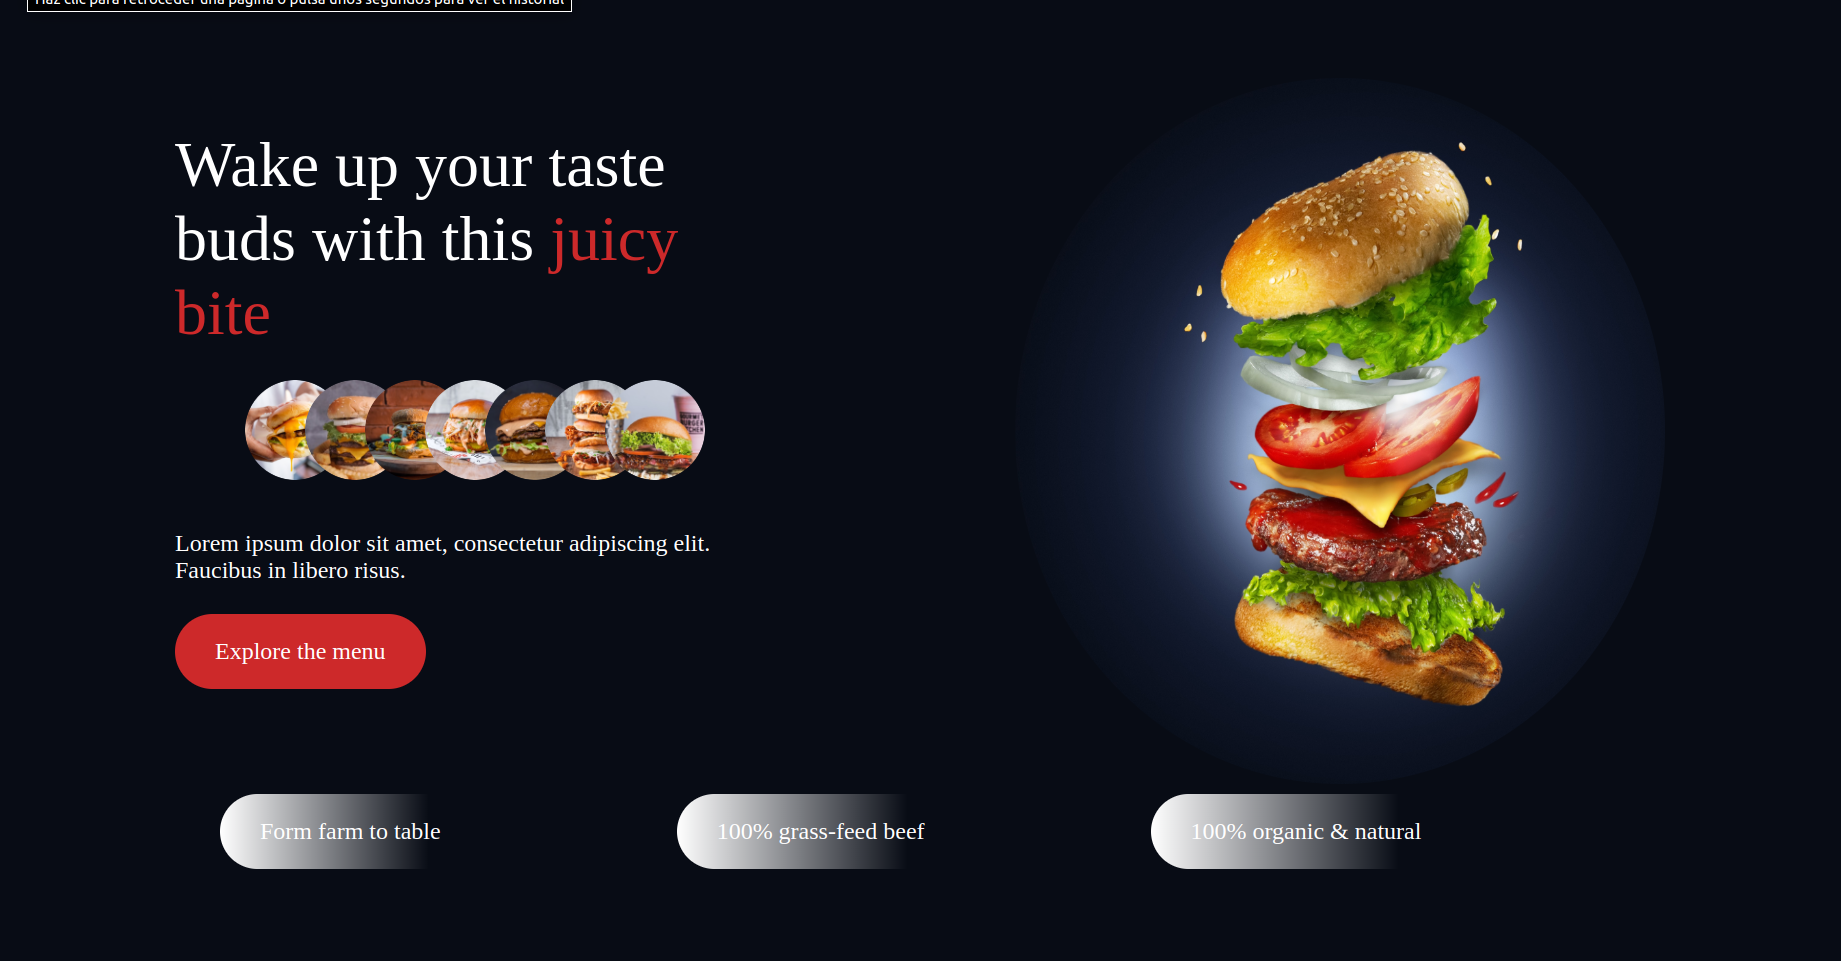 Haz clic para retroceder una página o pulsa unos segundos para ver el historial
Wake up your taste
buds with this juicy
bite
Lorem ipsum dolor sit amet, consectetur adipiscing elit.
Faucibus in libero risus.
Explore the menu
Form farm to table
100% grass-feed beef
100% organic & natural